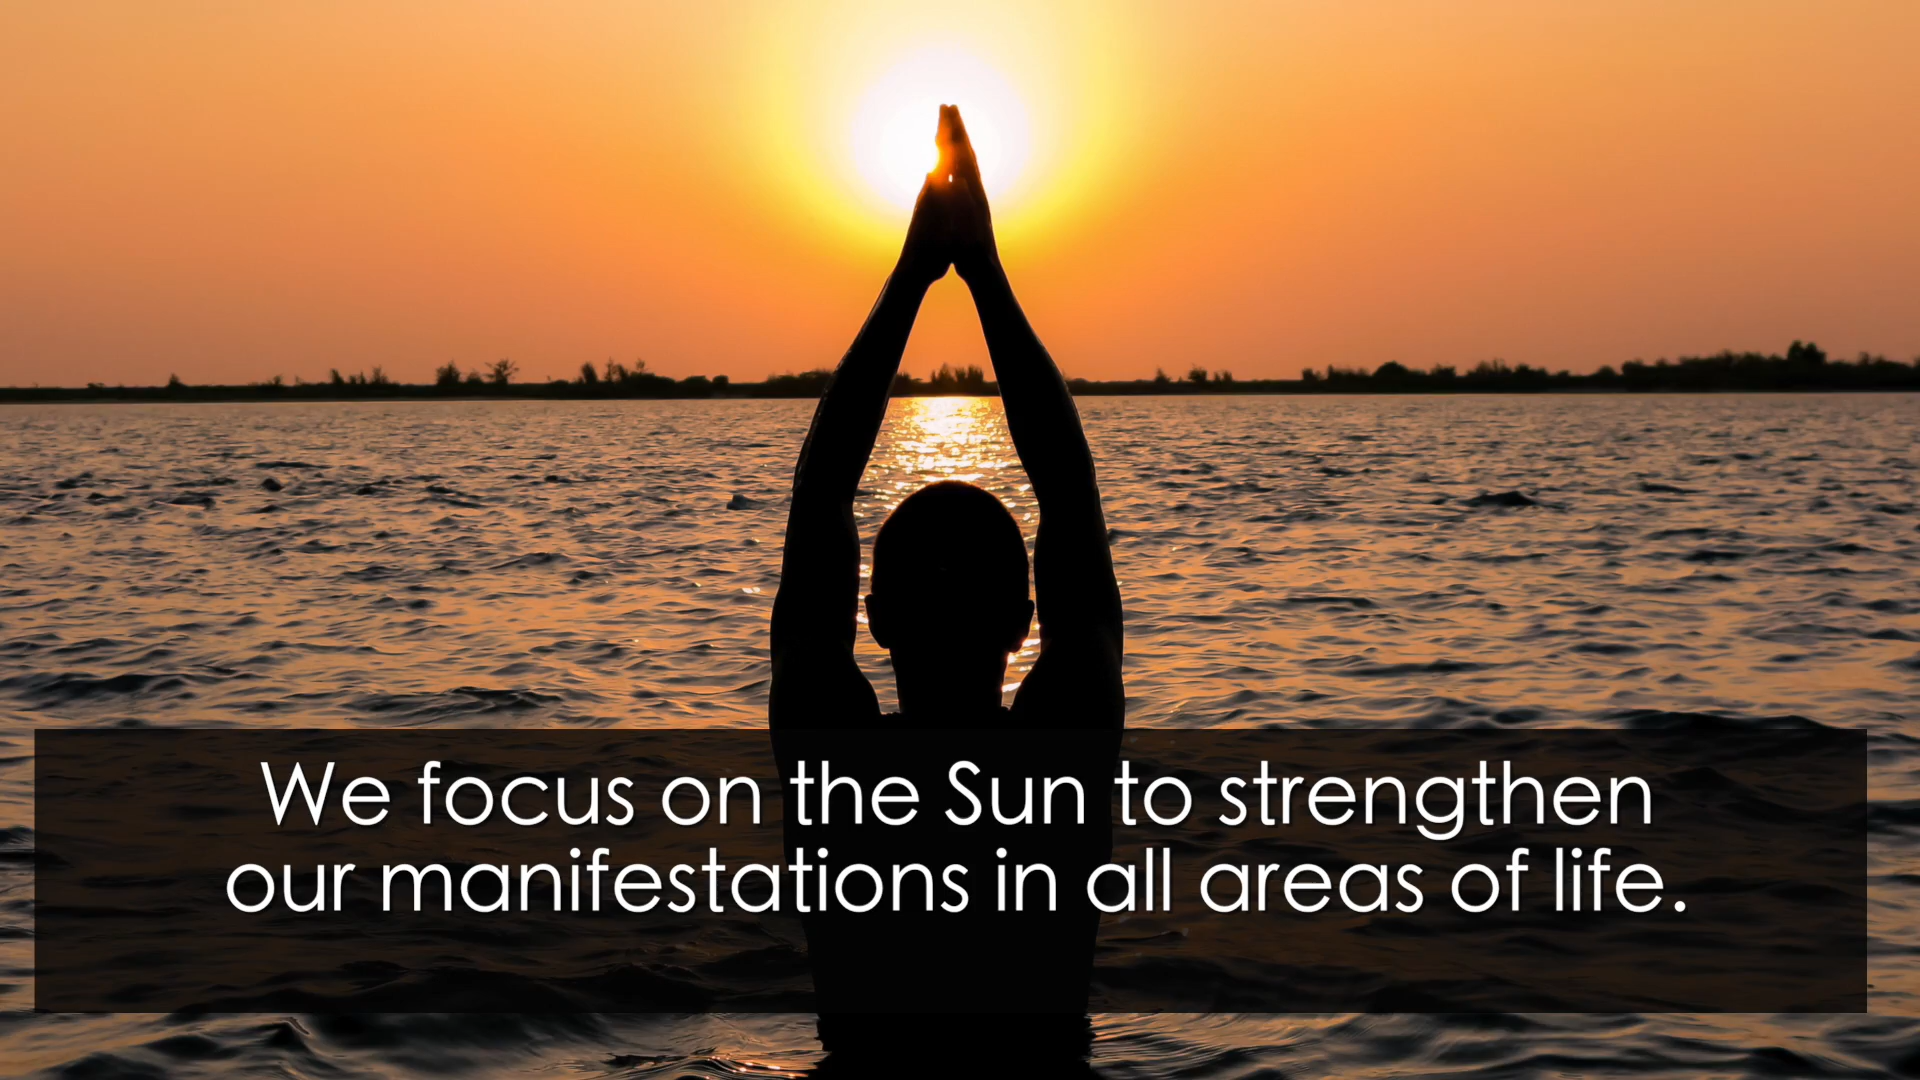 We focus on the Sun to strengthen
our manifestations in all areas of life.